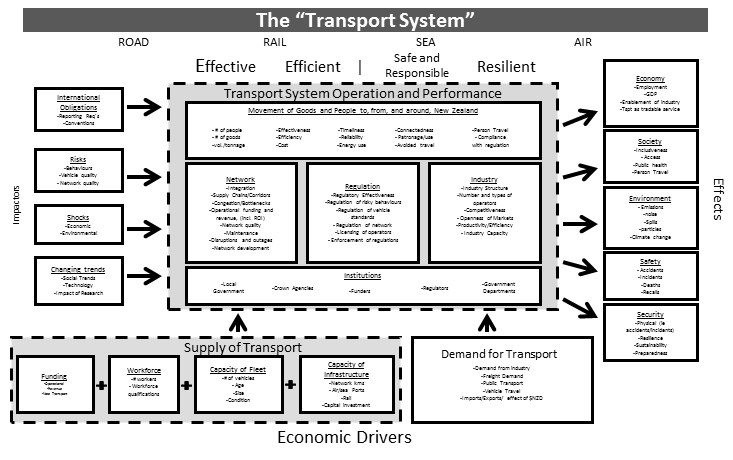 The “Transport System”
ROAD
RAIL
SEA
AIR
Effective
Efficient
|
Safe and
Responsible
Resilient
Impactors
International
Obligations
-Reporting Req's
-Conventions
Risks
-Behaviours
-Vehicle quality
-Network quality
Shocks
-Economic
-Environmental
Changing trends
-Social Trends
-Technology
-Impact of Research
Transport System Operation and Performance
Movement of Goods and People to, from, and around, New Zealand
-# of people
-# of goods
-vol./tonnage
-Effectiveness
-Efficiency
-Cost
-Timeliness
-Reliability
-Energy use
-Connectedness
-Patronage/use
-Avoided travel
-Person Travel
-Compliance
with regulation
Network
-Integration
-Supply Chains/Corridors
-Congestion/Bottlenecks
-Operational funding and
revenue, (incl. ROI)
-Network quality
-Maintenance
-Disruptions and outages
-Network development
Regulation
-Regulatory Effectiveness
-Regulation of risky behaviours
-Regulation of vehicle
standards
-Regulation of network
-Licensing of operators
-Enforcement of regulations
Industry
-Industry Structure
-Number and types of
operators
-Competitiveness
-Openness of Markets
-Productivity/Efficiency
-Industry Capacity
Institutions
-Local
Government
-Crown Agencies
-Funders
-Regulators
-Government
Departments
Economy
-Employment
-GDP
-Enablement of Industry
-Tspt as tradable service
Society
-Inclusiveness
-Access
-Public health
-Person Travel
Environment
-Emissions
-noise
-Spills
-particles
-Climate change
Safety
-Accidents
-Incidents
-Deaths
-Recalls
Security
-Physical (ie
accidents/incidents)
-Resilience
-Sustainability
-Preparedness
Effects
Supply of Transport
Funding
-Operational
-Revenue
Workforce
-# workers
-Workforce
qualifications
Capacity of Fleet
-# of vehicles
-Age
-Size
-Condition
Capacity of
Infrastructure
-Network kms
-Air/sea Ports
-Rail
-Capital Investment
Demand for Transport
-Demand from Industry
-Freight Demand
-Public Transport
-Vehicle Travel
-Imports/Exports/ effect of $NZD
Economic Drivers